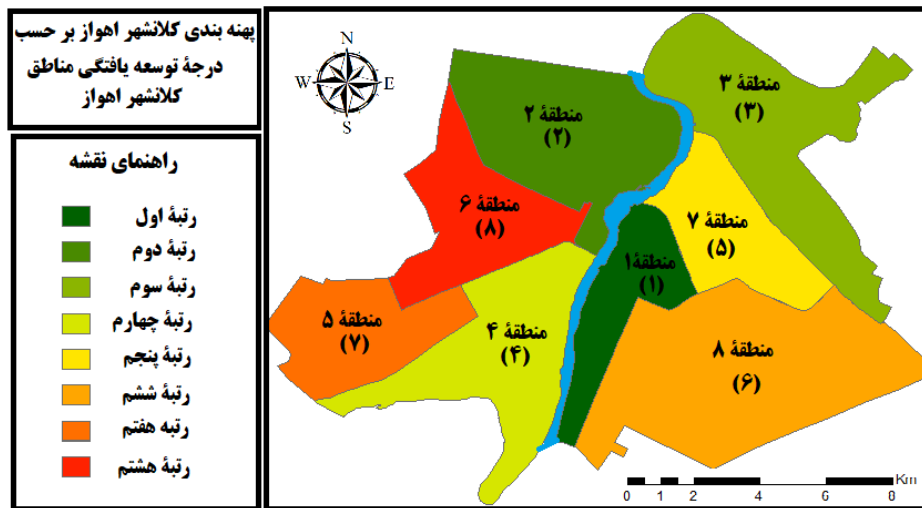 پهنه بندی کلانشهر اهواز بر حسب
درجۀ توسعه یافتگی مناطق
کلانشهر اهواز
راهنمای نقشه
رتبۀ اول
رتبۀ دوم
رتبۀ سوم
رتبۀ چهارم
رتبۀ پنجم
رتبۀ ششم
رتبه هفتم
رتبۀ هشتم
N
W
E
S
منطقۀ ۳
(۳)
منطقۀ ۲
(۲)
منطقۀ ۶
(۸)
منطقۀ ۷
(۵)
منطقۀ۱
(۱)
منطقۀ ۵
(۷)
منطقۀ ۴
(۴)
منطقۀ ۸
(۶)
Km
0 1 2 4 6 8